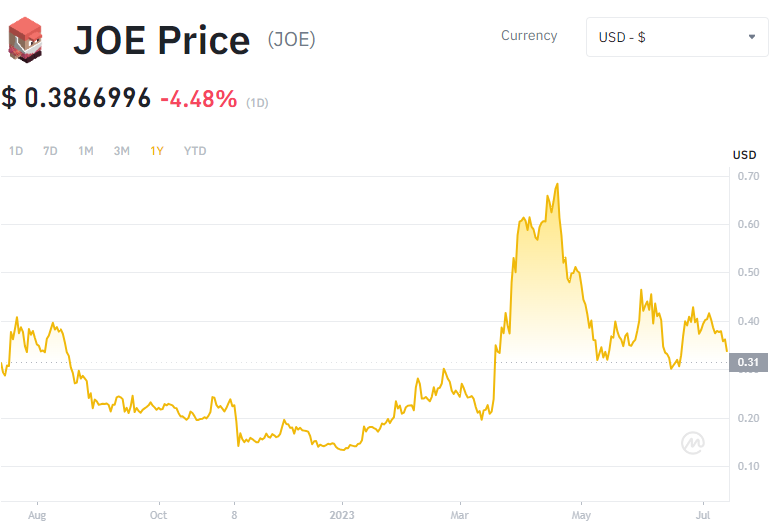 JOE Price (JOE)
Currency
USD - $
$ 0.3866996 -4.48% (1D)
1D 7D 1M 3M 1Y YTD
USD
0.70
0.60
0.50
0.40
0.31
0.20
0.10
Aug Oct 8 2023 Mar May Jul